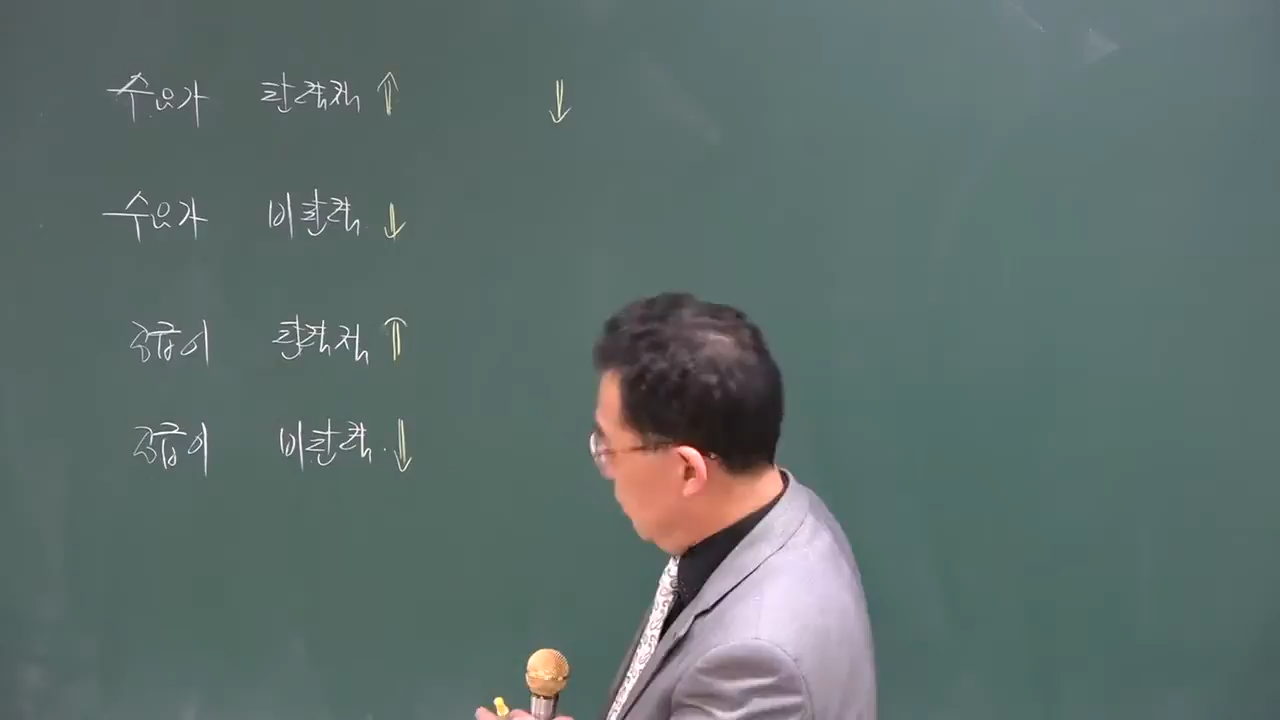 수요가 탄력적 ⇑ ⇓
수요가 비탄력 ⇓
공급이 탄력적 ⇑
공급이 비탄력 ⇓